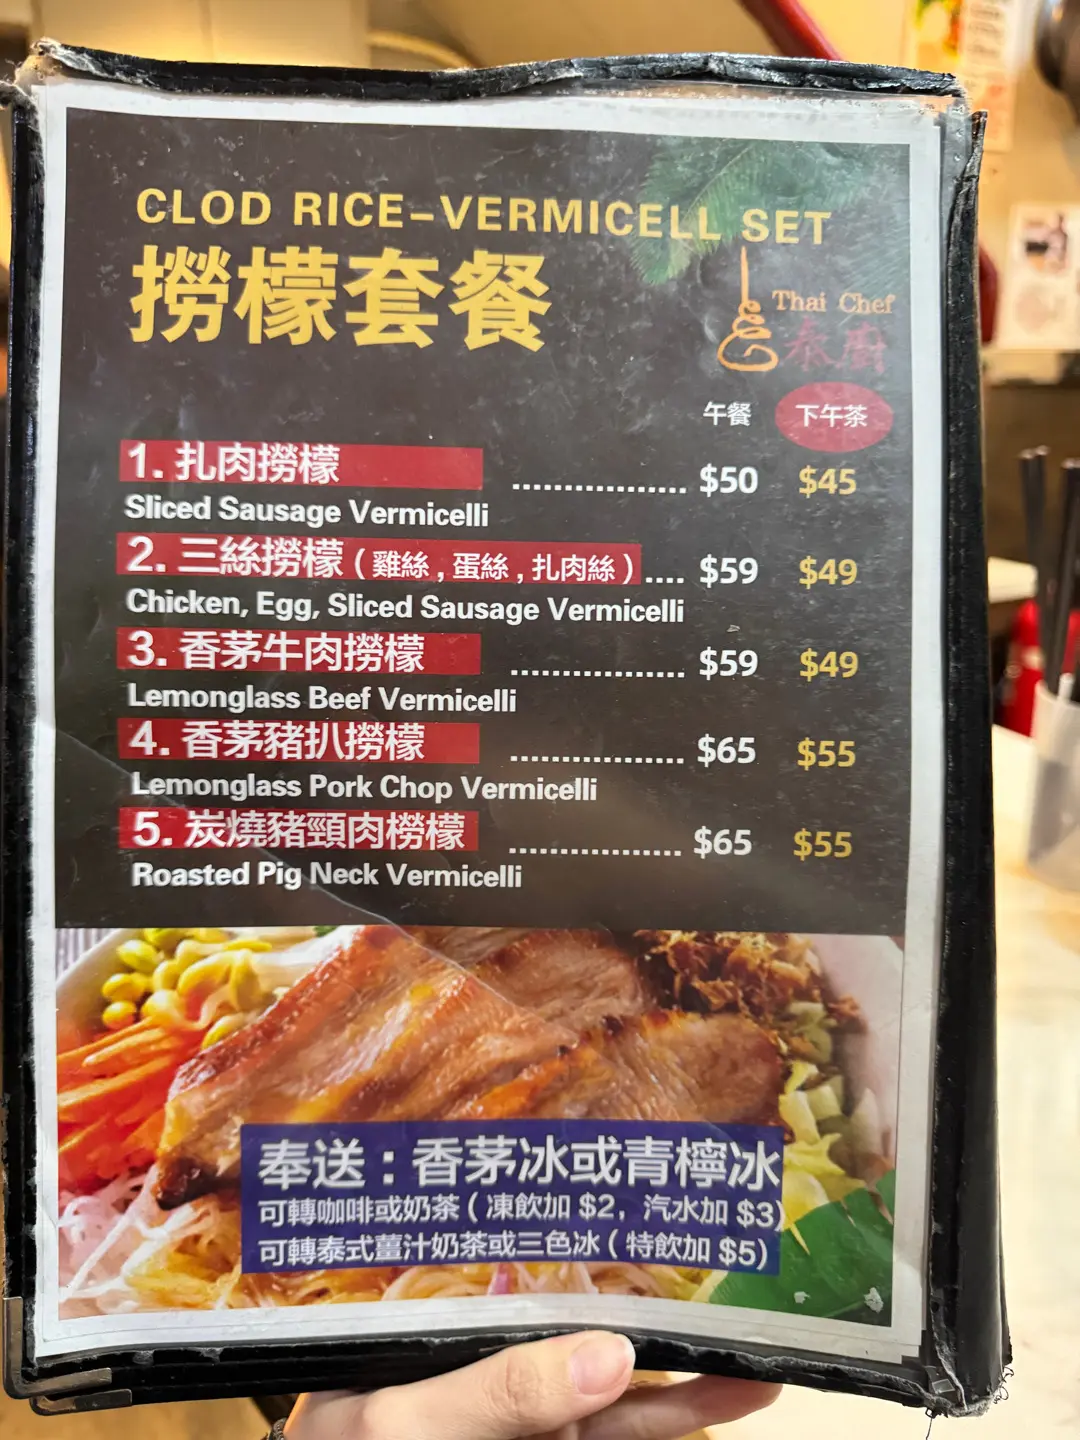 CLOD RICE-VERMICELL SET
撈檬套餐
Thai Chef
泰廚
午餐 下午茶
1. 扎肉撈檬 ................. $50 $45
Sliced Sausage Vermicelli
2. 三絲撈檬 ( 雞絲 , 蛋絲 , 扎肉絲 ) .... $59 $49
Chicken, Egg, Sliced Sausage Vermicelli
3. 香茅牛肉撈檬 ................. $59 $49
Lemonglass Beef Vermicelli
4. 香茅豬扒撈檬 ................. $65 $55
Lemonglass Pork Chop Vermicelli
5. 炭燒豬頸肉撈檬 ................. $65 $55
Roasted Pig Neck Vermicelli
奉送 : 香茅冰或青檸冰
可轉咖啡或奶茶 ( 凍飲加 $2，汽水加 $3)
可轉泰式薑汁奶茶或三色冰 ( 特飲加 $5)